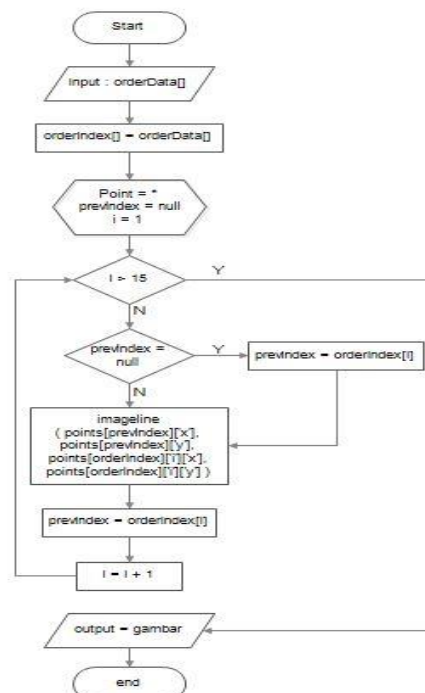 Start
Input : orderData[]
orderIndex[] = orderData[]
Point = *
prevIndex = null
i = 1
I > 15
Y
N
prevIndex =
null
Y
prevIndex = orderIndex[i]
N
imageline
( points[prevIndex]['x'],
points[prevIndex]['y'],
points[orderIndex]['i']['x'],
points[orderIndex]['i']['y'] )
prevIndex = orderIndex[i]
I = I + 1
output = gambar
end